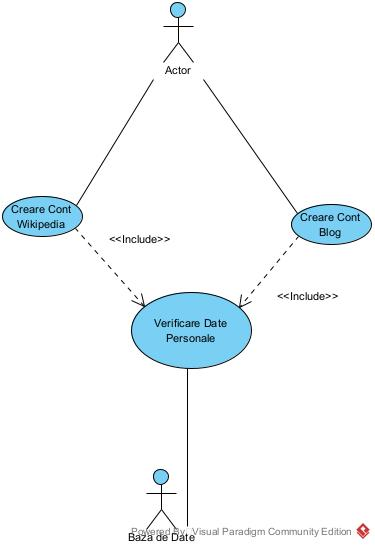 Actor
Creare Cont
Wikipedia
Creare Cont
Blog
<<Include>>
<<Include>>
Verificare Date
Personale
Powered By Visual Paradigm Community Edition
Baza de Date